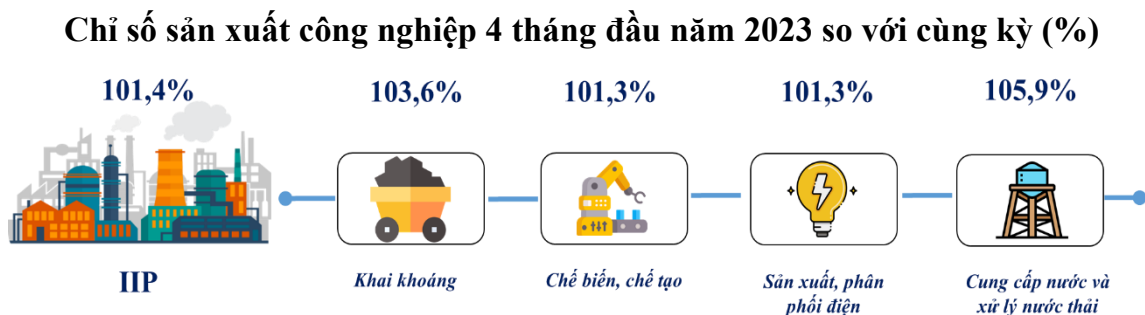 Chỉ số sản xuất công nghiệp 4 tháng đầu năm 2023 so với cùng kỳ (%)
101,4%
103,6%
101,3%
101,3%
105,9%
IIP
Khai khoáng
Chế biến, chế tạo
Sản xuất, phân
phối điện
Cung cấp nước và
xử lý nước thải